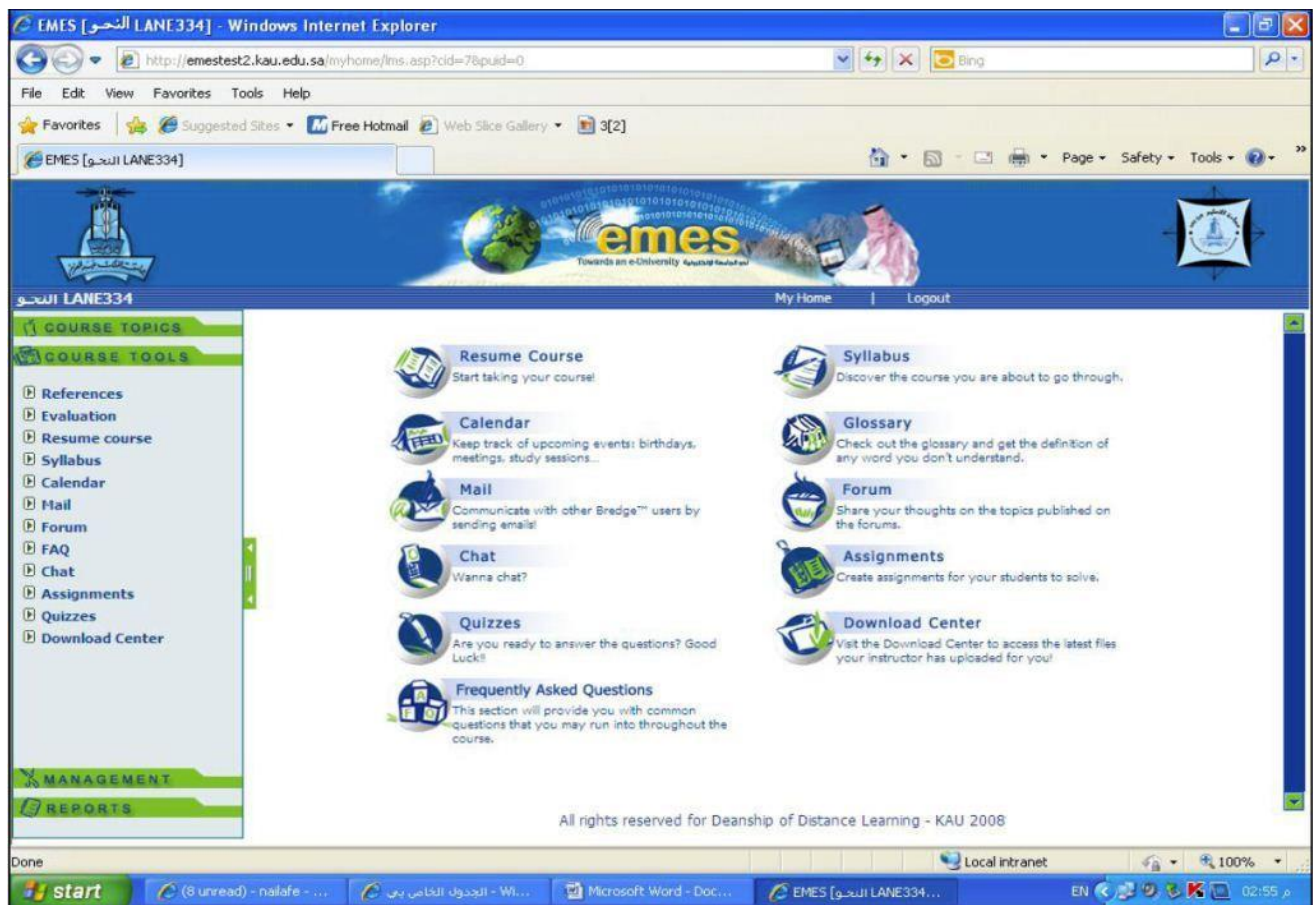 EMES [النحو LANE334] - Windows Internet Explorer
http://emestest2.kau.edu.sa/myhome/lms.asp?cid=7&puid=0
Bing
File Edit View Favorites Tools Help
Favorites Suggested Sites Free Hotmail Web Slice Gallery 3[2]
EMES [النحو LANE334]
Page Safety Tools
emes
Towards an e-University
النحو LANE334
My Home | Logout
COURSE TOPICS
COURSE TOOLS
References
Evaluation
Resume course
Syllabus
Calendar
Mail
Forum
FAQ
Chat
Assignments
Quizzes
Download Center
MANAGEMENT
REPORTS
Resume Course
Start taking your course!
Syllabus
Discover the course you are about to go through.
Calendar
Keep track of upcoming events: birthdays,
meetings, study sessions...
Glossary
Check out the glossary and get the definition of
any word you don't understand.
Mail
Communicate with other Bredge™ users by
sending emails!
Forum
Share your thoughts on the topics published on
the forums.
Chat
Wanna chat?
Assignments
Create assignments for your students to solve.
Quizzes
Are you ready to answer the questions? Good
Luck!!
Download Center
Visit the Download Center to access the latest files
your instructor has uploaded for you!
Frequently Asked Questions
This section will provide you with common
questions that you may run into throughout the
course.
All rights reserved for Deanship of Distance Learning - KAU 2008
Done
Local intranet
100%
start
(8 unread) - nailafe - ...
الجدول الخاص بي - Wi...
Microsoft Word - Doc...
EMES [النحو LANE334...
EN
02:55 م